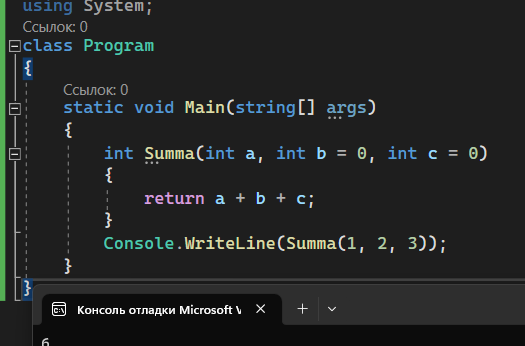 using System;
Ссылок: 0
class Program
{
Ссылок: 0
static void Main(string[] args)
{
int Summa(int a, int b = 0, int c = 0)
{
return a + b + c;
}
Console.WriteLine(Summa(1, 2, 3));
}
}
Консоль отладки Microsoft V
6